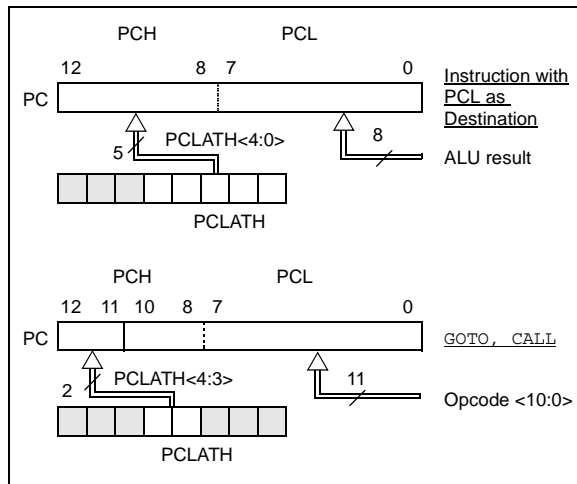 PCH PCL
12 8 7 0
PC
Instruction with
PCL as
Destination
5 PCLATH<4:0> 8
ALU result
PCLATH
PCH PCL
12 11 10 8 7 0
PC
GOTO, CALL
2 PCLATH<4:3> 11
Opcode <10:0>
PCLATH